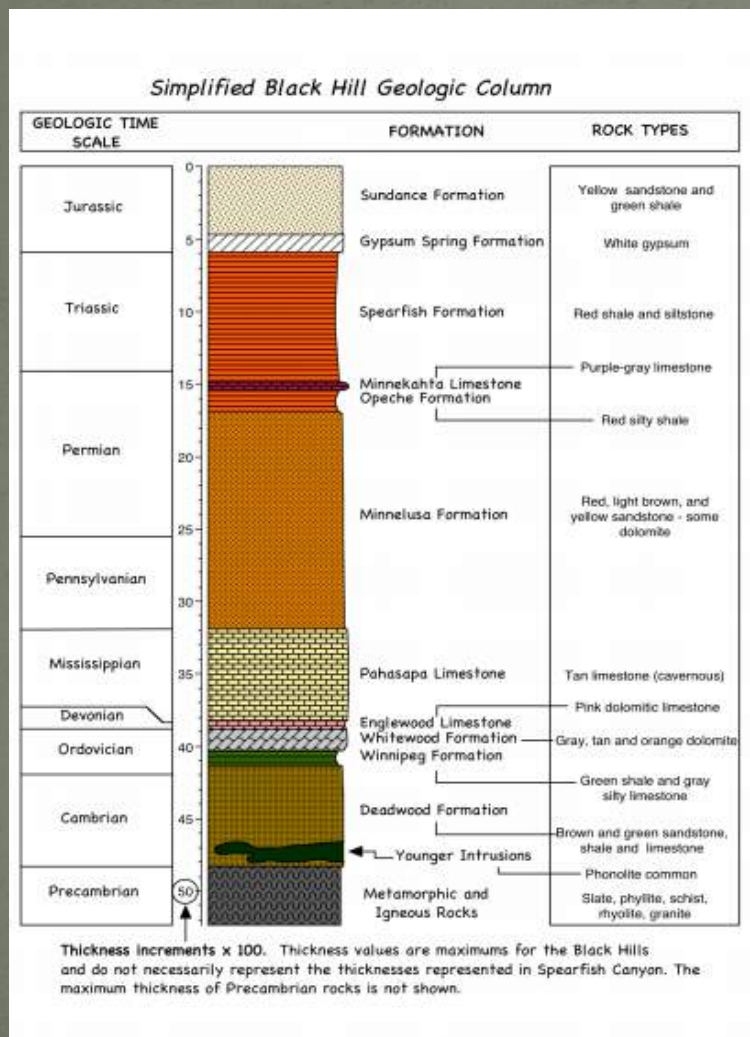 Simplified Black Hill Geologic Column
GEOLOGIC TIME
SCALE
FORMATION
ROCK TYPES
Jurassic
Triassic
Permian
Pennsylvanian
Mississippian
Devonian
Ordovician
Cambrian
Precambrian
0
5
10
15
20
25
30
35
40
45
50
Sundance Formation
Gypsum Spring Formation
Spearfish Formation
Minnekahta Limestone
Opeche Formation
Minnelusa Formation
Pahasapa Limestone
Englewood Limestone
Whitewood Formation
Winnipeg Formation
Deadwood Formation
Younger Intrusions
Metamorphic and
Igneous Rocks
Yellow sandstone and
green shale
White gypsum
Red shale and siltstone
Purple-gray limestone
Red silty shale
Red, light brown, and
yellow sandstone - some
dolomite
Tan limestone (cavernous)
Pink dolomitic limestone
Gray, tan and orange dolomite
Green shale and gray
silty limestone
Brown and green sandstone,
shale and limestone
Phonolite common
Slate, phyllite, schist,
rhyolite, granite
Thickness increments x 100. Thickness values are maximums for the Black Hills
and do not necessarily represent the thicknesses represented in Spearfish Canyon. The
maximum thickness of Precambrian rocks is not shown.